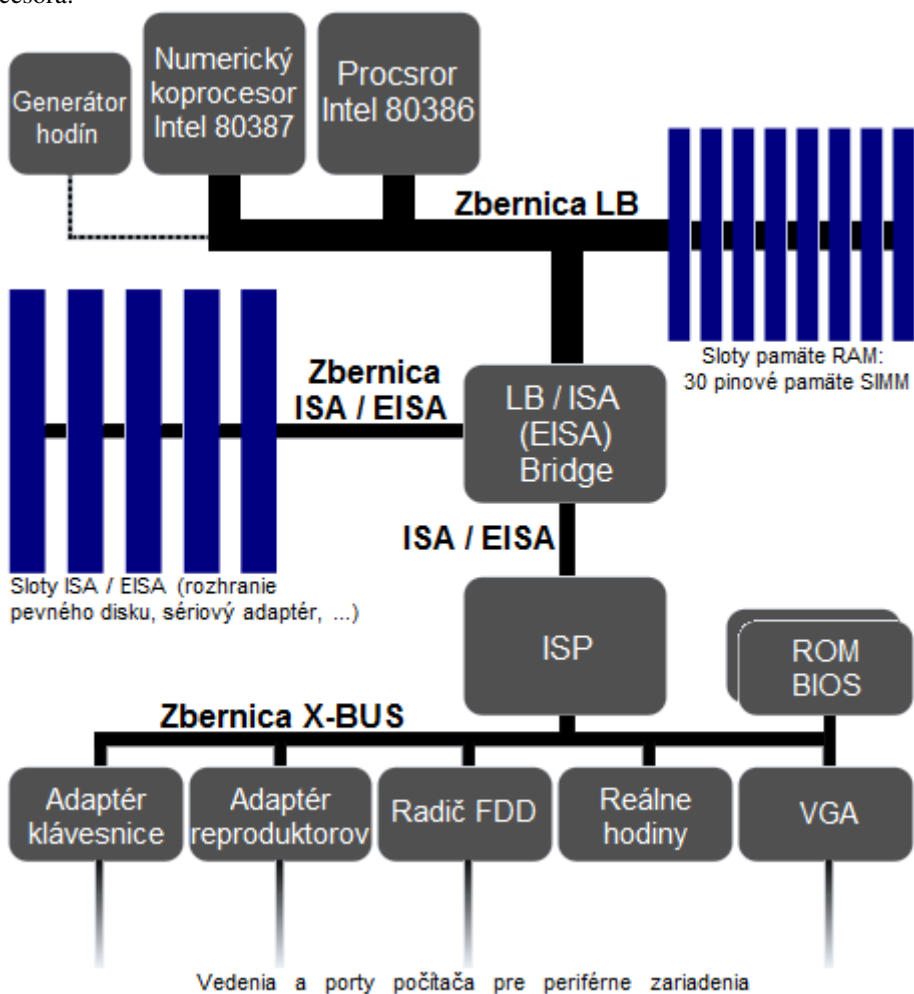 Numerický
koprocesor
Intel 80387
Procsror
Intel 80386
Generátor
hodín
Zbernica LB
Sloty pamäte RAM:
30 pinové pamäte SIMM
Zbernica
ISA / EISA
LB / ISA
(EISA)
Bridge
ISA / EISA
Sloty ISA / EISA (rozhranie
pevného disku, sériový adaptér, ...)
ISP
ROM
BIOS
Zbernica X-BUS
Adaptér
klávesnice
Adaptér
reproduktorov
Radič FDD
Reálne
hodiny
VGA
Vedenia a porty počítača pre periférne zariadenia